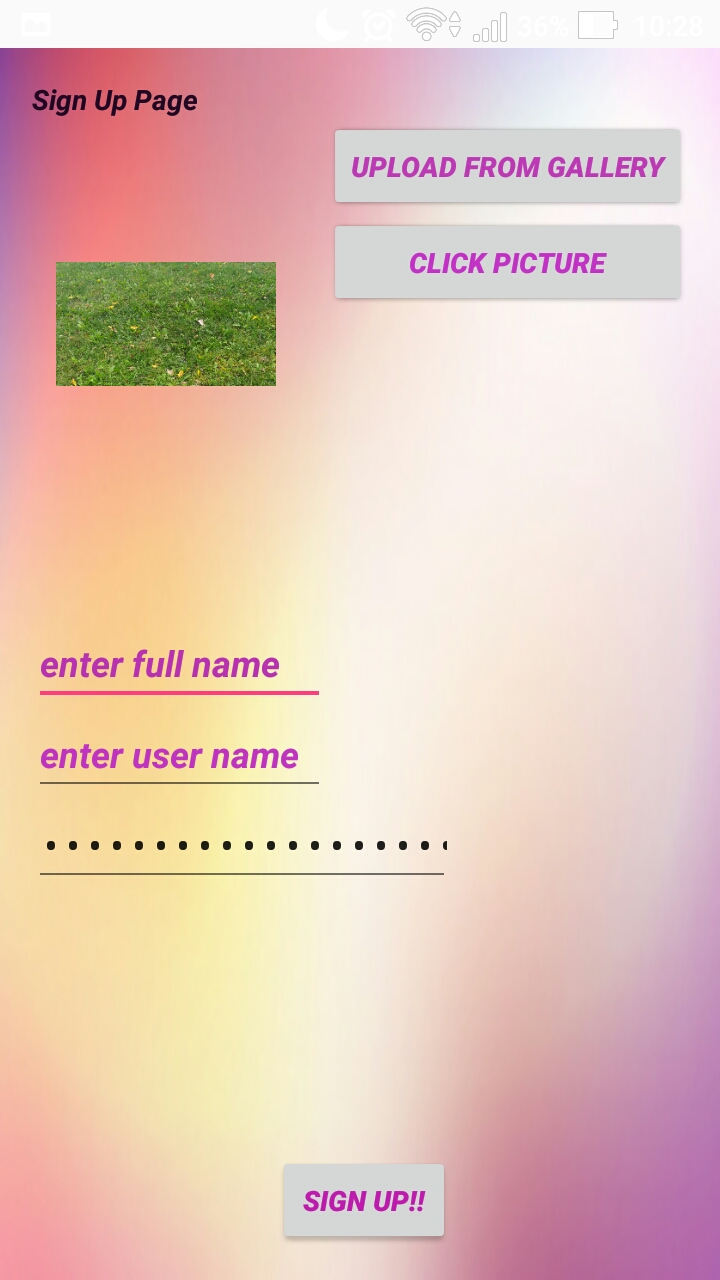 36% 10:28
Sign Up Page
UPLOAD FROM GALLERY
CLICK PICTURE
enter full name
enter user name
SIGN UP!!